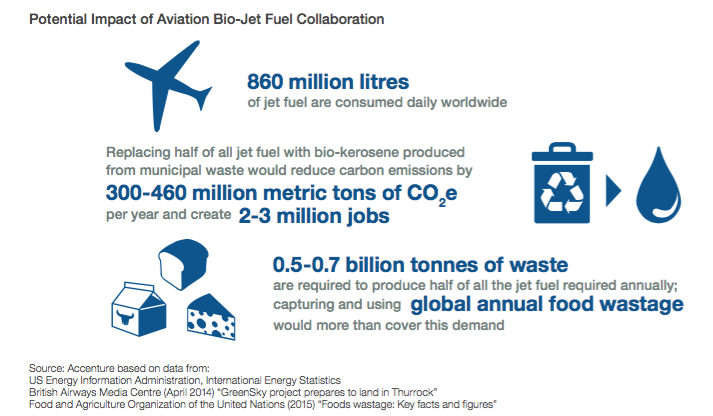 Potential Impact of Aviation Bio-Jet Fuel Collaboration
860 million litres
of jet fuel are consumed daily worldwide
Replacing half of all jet fuel with bio-kerosene produced
from municipal waste would reduce carbon emissions by
300-460 million metric tons of CO₂e
per year and create 2-3 million jobs
0.5-0.7 billion tonnes of waste
are required to produce half of all the jet fuel required annually;
capturing and using global annual food wastage
would more than cover this demand
Source: Accenture based on data from:
US Energy Information Administration, International Energy Statistics
British Airways Media Centre (April 2014) “GreenSky project prepares to land in Thurrock”
Food and Agriculture Organization of the United Nations (2015) “Foods wastage: Key facts and figures”